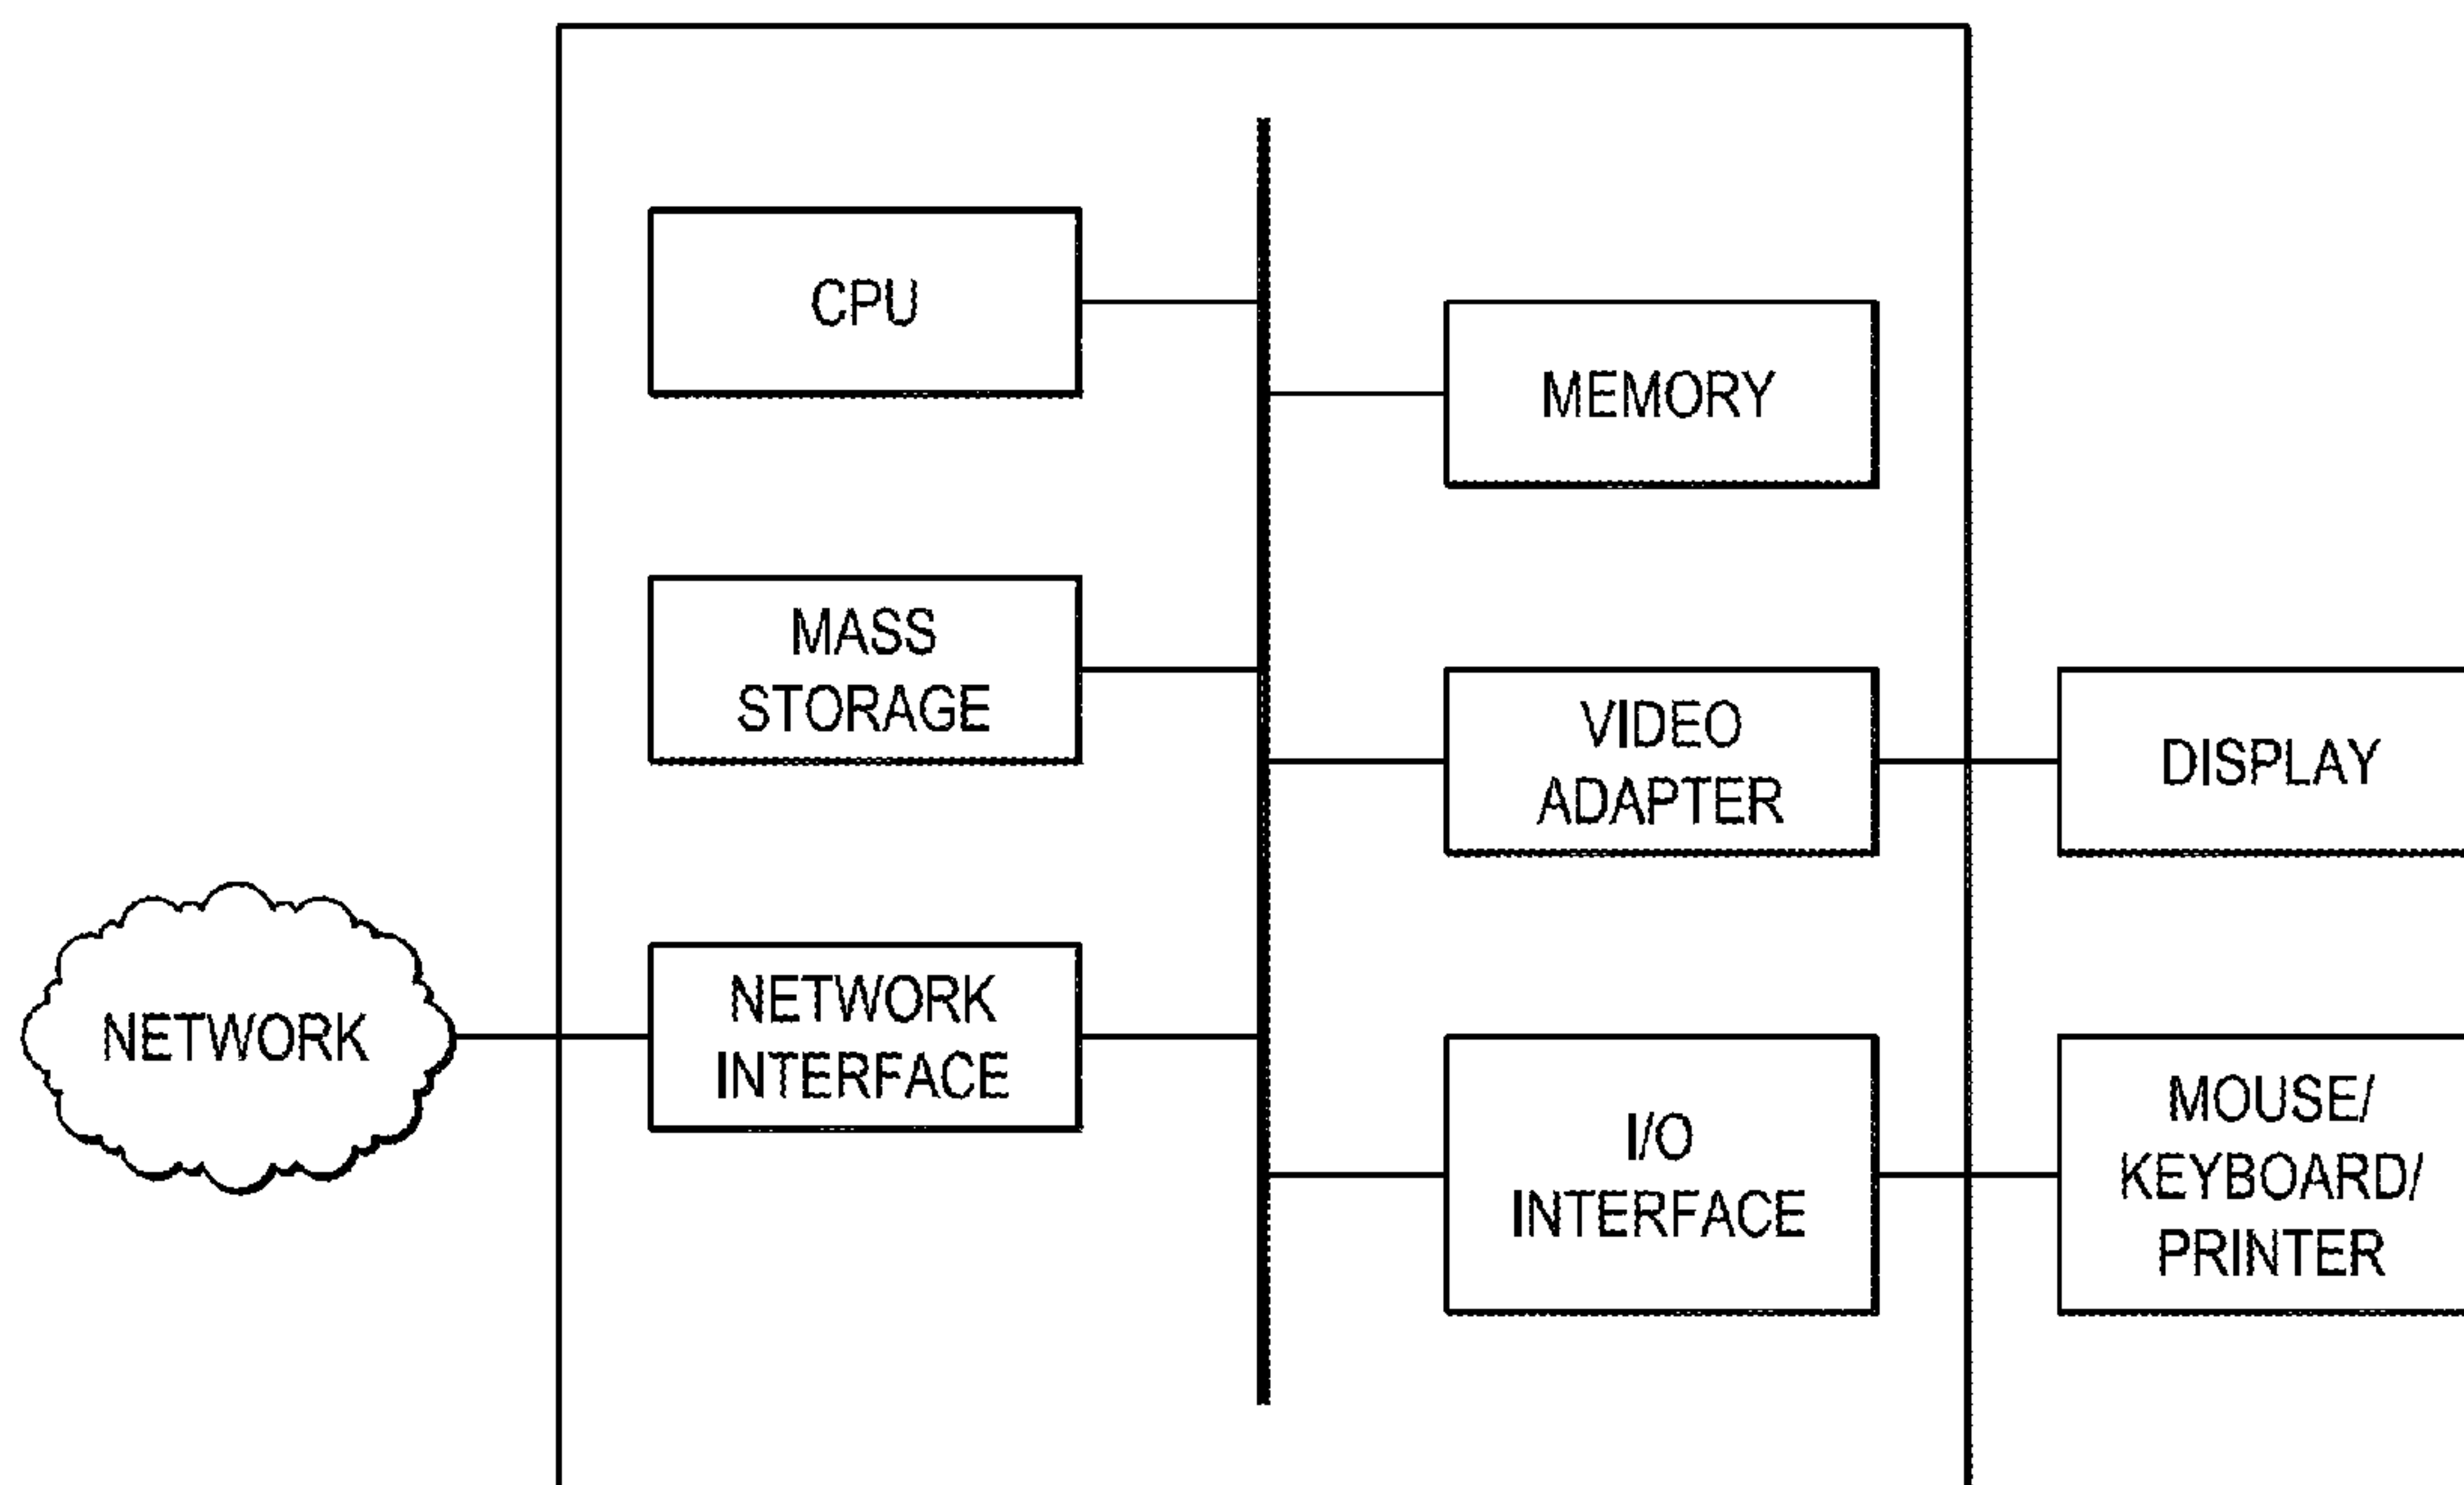 CPU
MEMORY
MASS
STORAGE
VIDEO
ADAPTER
DISPLAY
NETWORK
NETWORK
INTERFACE
I/O
INTERFACE
MOUSE/
KEYBOARD/
PRINTER